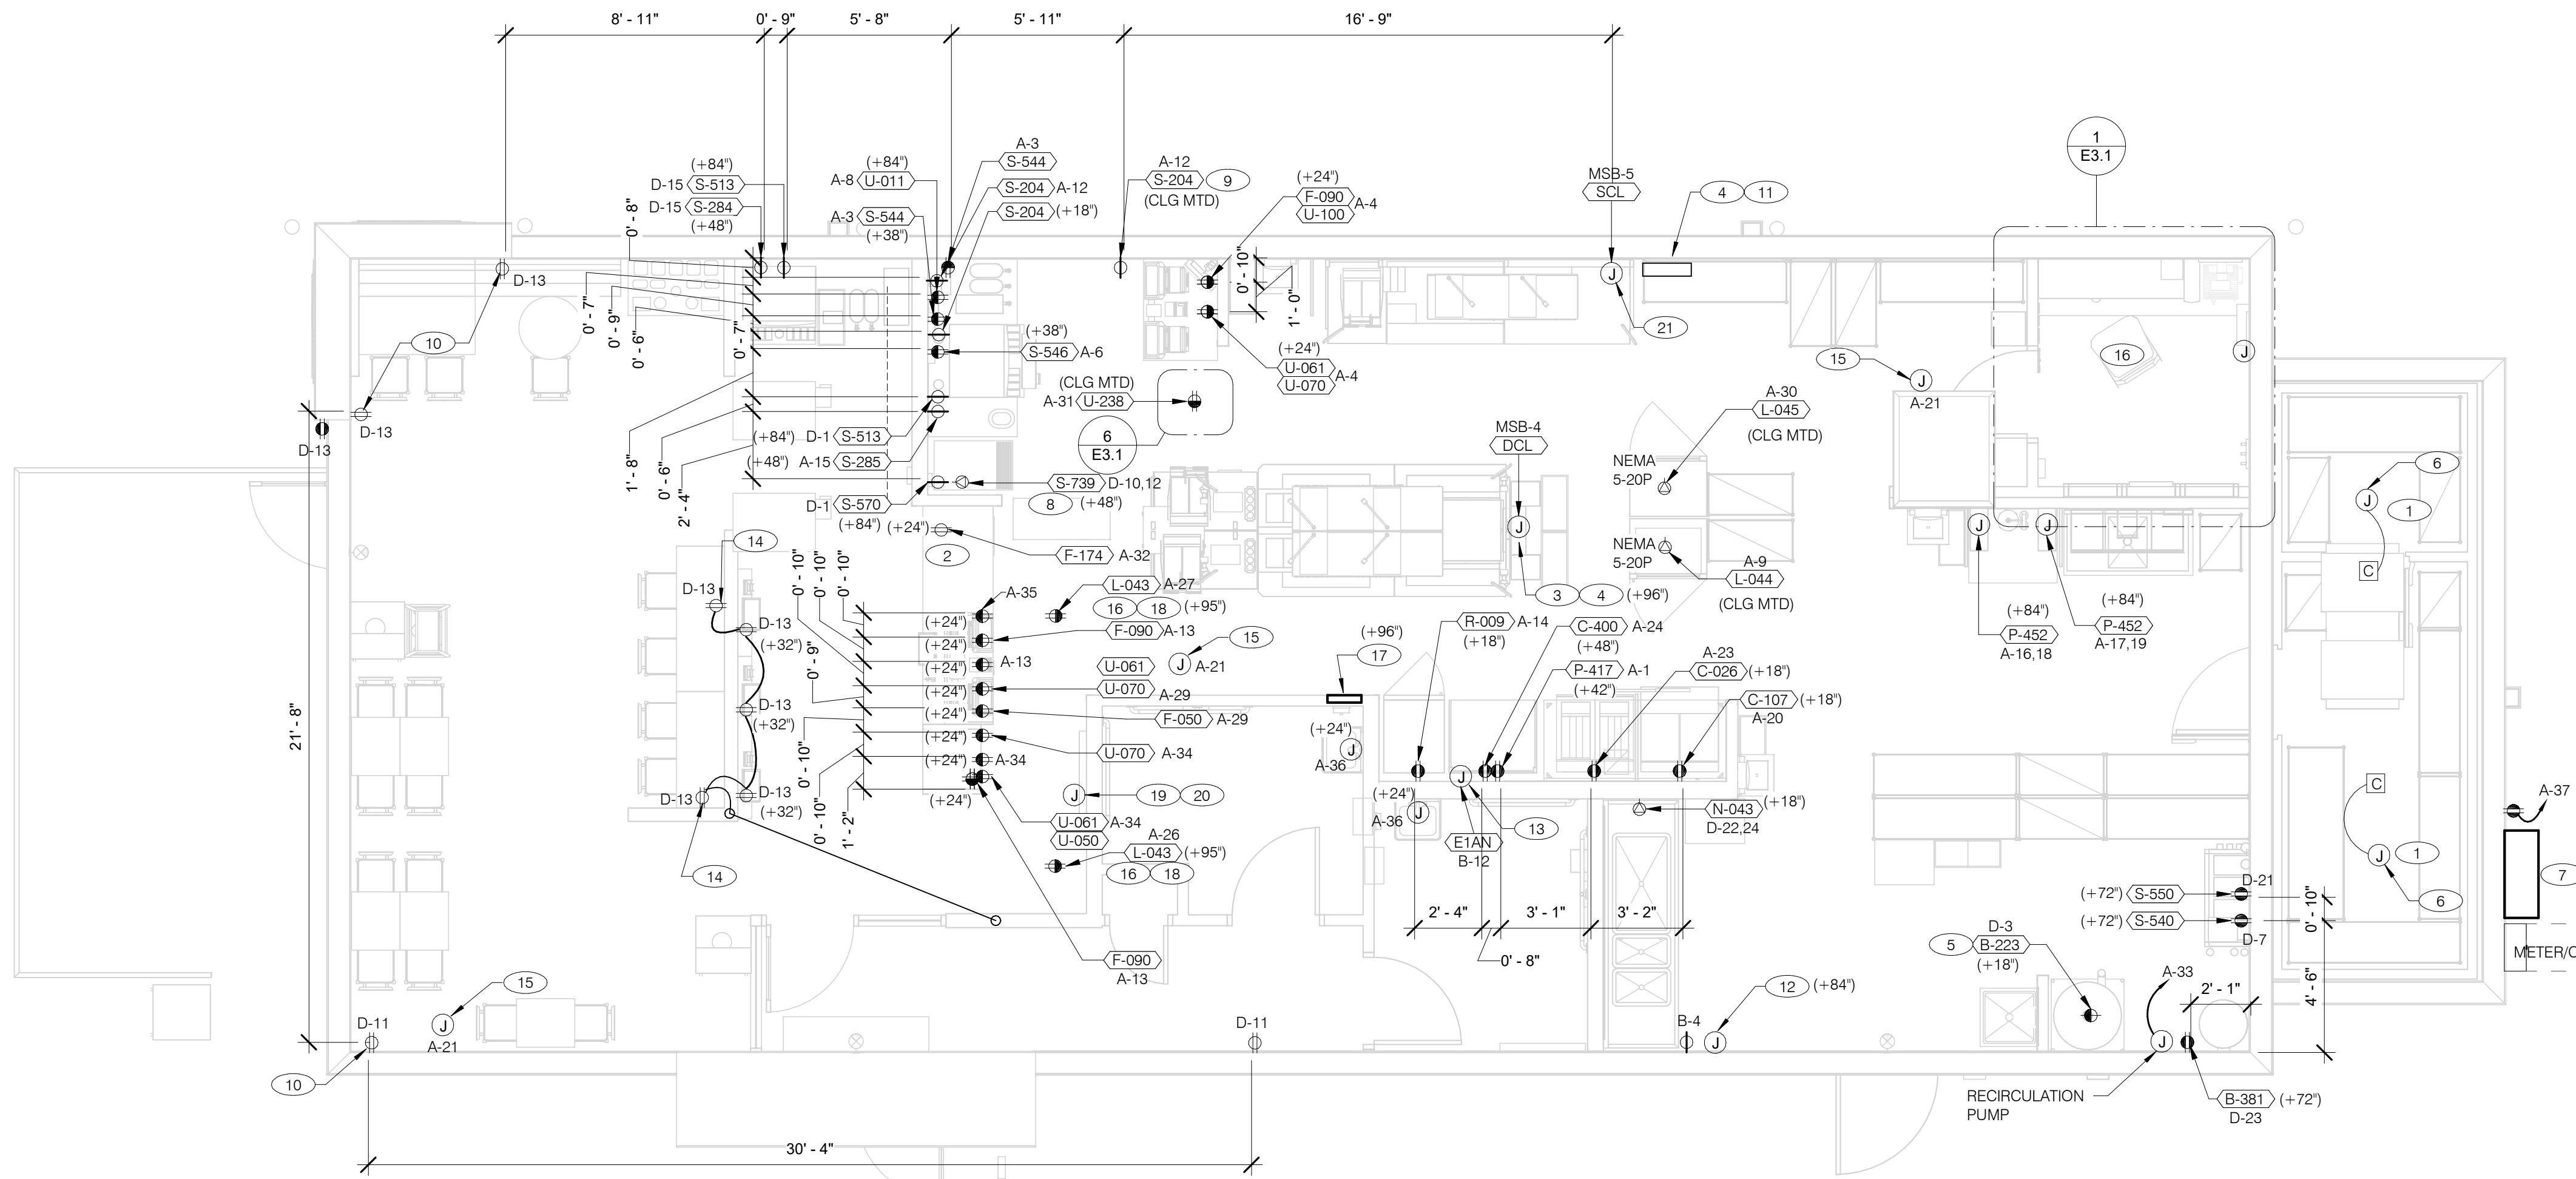 8' - 11"
0' - 9"
5' - 8"
5' - 11"
16' - 9"
1
E3.1
(+84")
D-15 S-513
D-15 S-284
(+48")
(+84")
A-8 U-011
A-3 S-544
(+38")
A-3
S-544
S-204 A-12
S-204 (+18")
A-12
S-204 9
(CLG MTD)
(+24")
F-090 A-4
U-100
MSB-5
SCL
4 11
0' - 8"
0' - 7"
0' - 9"
0' - 6"
0' - 7"
0' - 10"
1' - 0"
D-13
10
D-13
D-13
21
J
(+38")
S-546 A-6
(+24")
U-061 A-4
U-070
15
J
A-21
16
J
(CLG MTD)
A-31 U-238
6
E3.1
(+84") D-1 S-513
(+48") A-15 S-285
1' - 8"
0' - 6"
2' - 4"
S-739 D-10,12
8 (+48")
D-1 S-570
(+84") (+24")
2
F-174 A-32
MSB-4
DCL
J
3 4 (+96")
A-30
L-045
(CLG MTD)
NEMA
5-20P
NEMA
5-20P
A-9
L-044
(CLG MTD)
J
J
(+84")
P-452
A-16,18
(+84")
P-452
A-17,19
6
J
1
C
14
D-13
D-13
(+32")
D-13
(+32")
D-13
D-13
(+32")
14
21' - 8"
0' - 10"
0' - 10"
0' - 10"
0' - 9"
0' - 10"
0' - 10"
1' - 2"
A-35
(+24")
(+24")
(+24")
(+24")
(+24")
(+24")
(+24")
(+24")
L-043 A-27
16 18 (+95")
F-090 A-13
A-13
U-061
U-070 A-29
F-050 A-29
U-070 A-34
A-34
J
A-21
15
J
19 20
U-061 A-34
U-050
A-26
L-043 (+95")
16 18
F-090
A-13
(+96")
17
R-009 A-14
(+18")
C-400 A-24
(+48")
P-417 A-1
(+42")
A-23
C-026 (+18")
C-107 (+18")
A-20
(+24")
J
A-36
(+24")
J
A-36
J
13
E1AN
B-12
N-043 (+18")
D-22,24
2' - 4"
3' - 1"
3' - 2"
0' - 8"
C
J
1
6
A-37
7
METER/C
D-21
(+72") S-550
(+72") S-540
D-7
0' - 10"
4' - 6"
D-3
5 B-223
(+18")
A-33
2' - 1"
12 (+84")
B-4
J
J
15
J
A-21
D-11
D-11
10
RECIRCULATION
PUMP
B-381 (+72")
D-23
30' - 4"